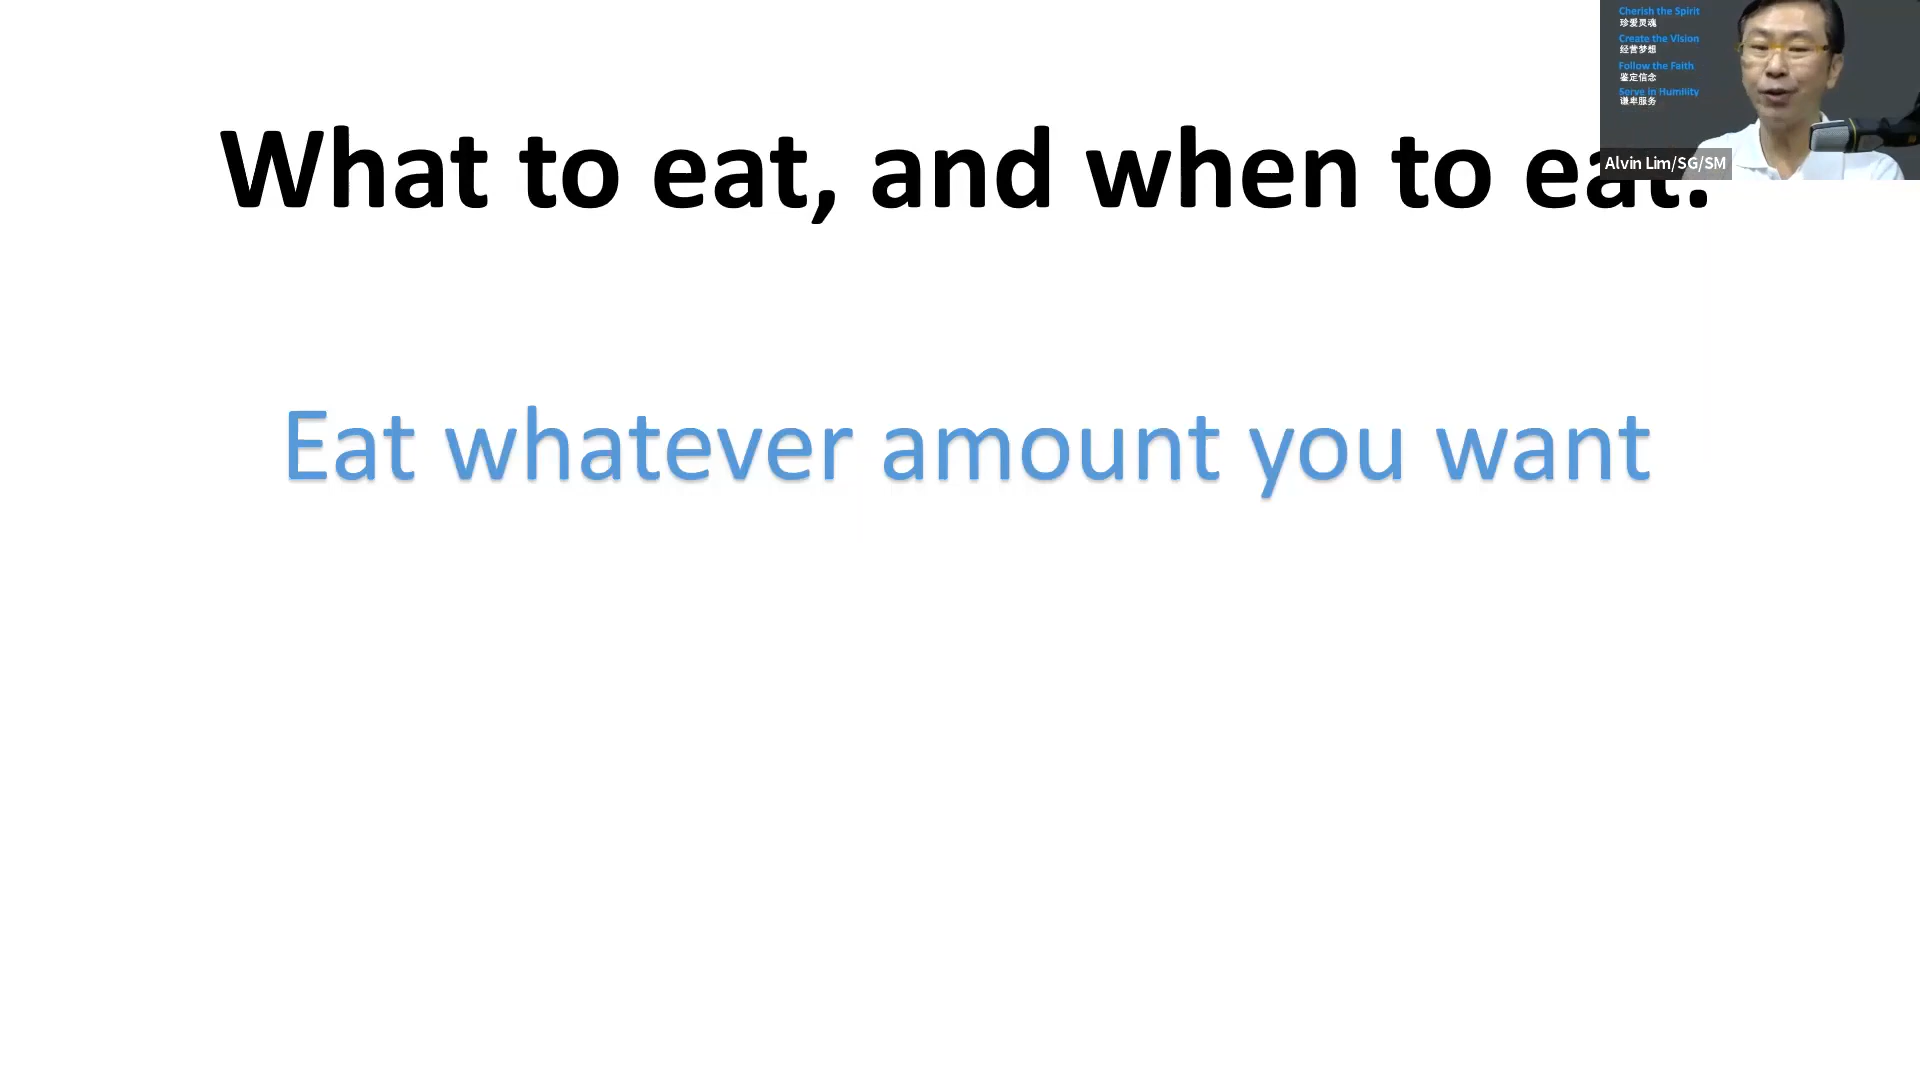 Cherish the Spirit
珍爱灵魂
Create the Vision
经营梦想
Follow the Faith
鉴定信念
Serve in Humility
谦卑服务
Alvin Lim/SG/SM
What to eat, and when to eat.
Eat whatever amount you want